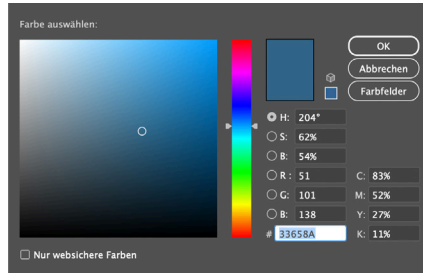 Farbe auswählen:
OK
Abbrechen
Farbfelder
H: 204°
S: 62%
B: 54%
R: 51 C: 83%
G: 101 M: 52%
B: 138 Y: 27%
# 33658A K: 11%
Nur websichere Farben